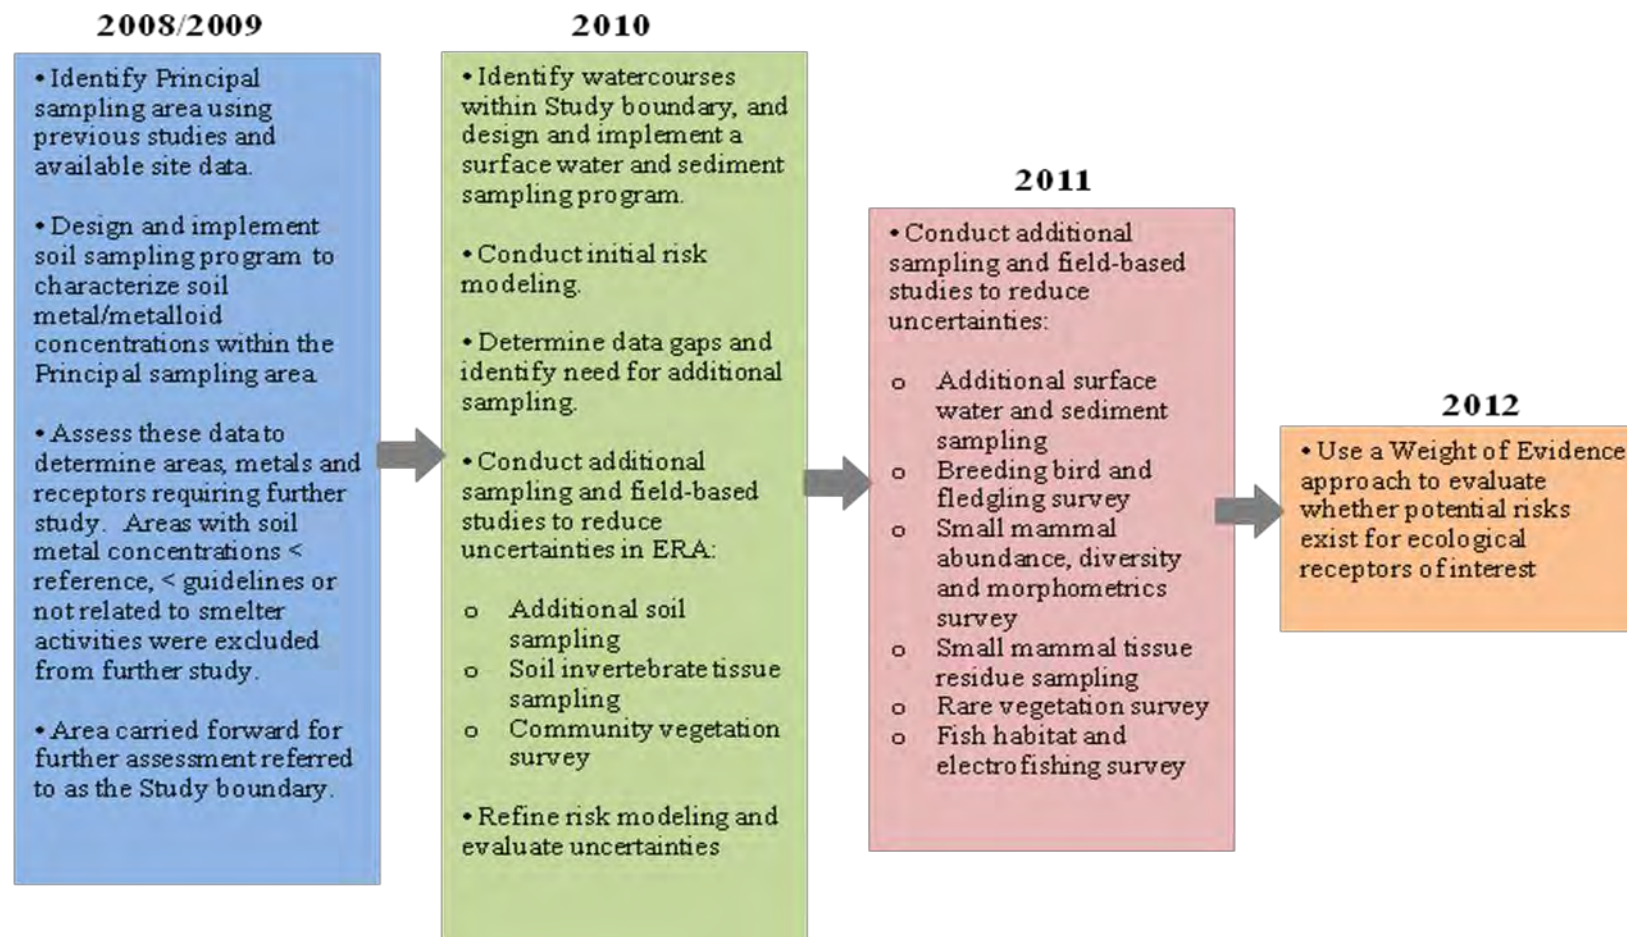 2008/2009
• Identify Principal
sampling area using
previous studies and
available site data.
• Design and implement
soil sampling program to
characterize soil
metal/metalloid
concentrations within the
Principal sampling area
• Assess these data to
determine areas, metals and
receptors requiring further
study. Areas with soil
metal concentrations <
reference, < guidelines or
not related to smelter
activities were excluded
from further study.
• Area carried forward for
further assessment referred
to as the Study boundary.
2010
• Identify watercourses
within Study boundary, and
design and implement a
surface water and sediment
sampling program.
• Conduct initial risk
modeling.
• Determine data gaps and
identify need for additional
sampling.
• Conduct additional
sampling and field-based
studies to reduce
uncertainties in ERA:
o Additional soil
sampling
o Soil invertebrate tissue
sampling
o Community vegetation
survey
• Refine risk modeling and
evaluate uncertainties
2011
• Conduct additional
sampling and field-based
studies to reduce
uncertainties:
o Additional surface
water and sediment
sampling
o Breeding bird and
fledgling survey
o Small mammal
abundance, diversity
and morphometrics
survey
o Small mammal tissue
residue sampling
o Rare vegetation survey
o Fish habitat and
electrofishing survey
2012
• Use a Weight of Evidence
approach to evaluate
whether potential risks
exist for ecological
receptors of interest